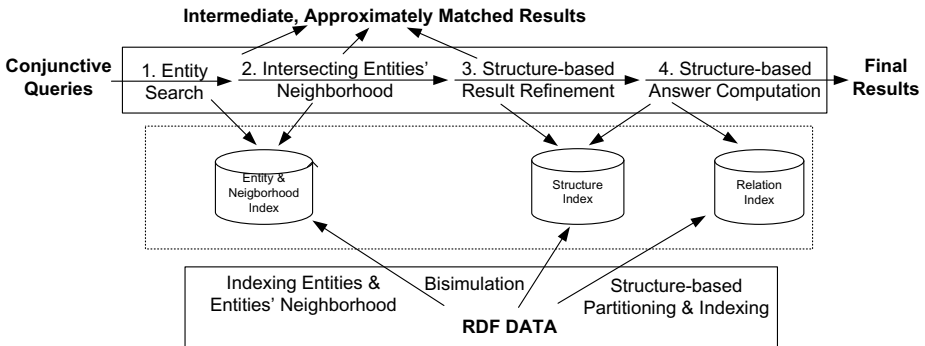 Intermediate, Approximately Matched Results
Conjunctive
Queries
1. Entity
Search
2. Intersecting Entities'
Neighborhood
3. Structure-based
Result Refinement
4. Structure-based
Answer Computation
Final
Results
Entity &
Neigborhood
Index
Structure
Index
Relation
Index
Indexing Entities &
Entities' Neighborhood
Bisimulation
Structure-based
Partitioning & Indexing
RDF DATA